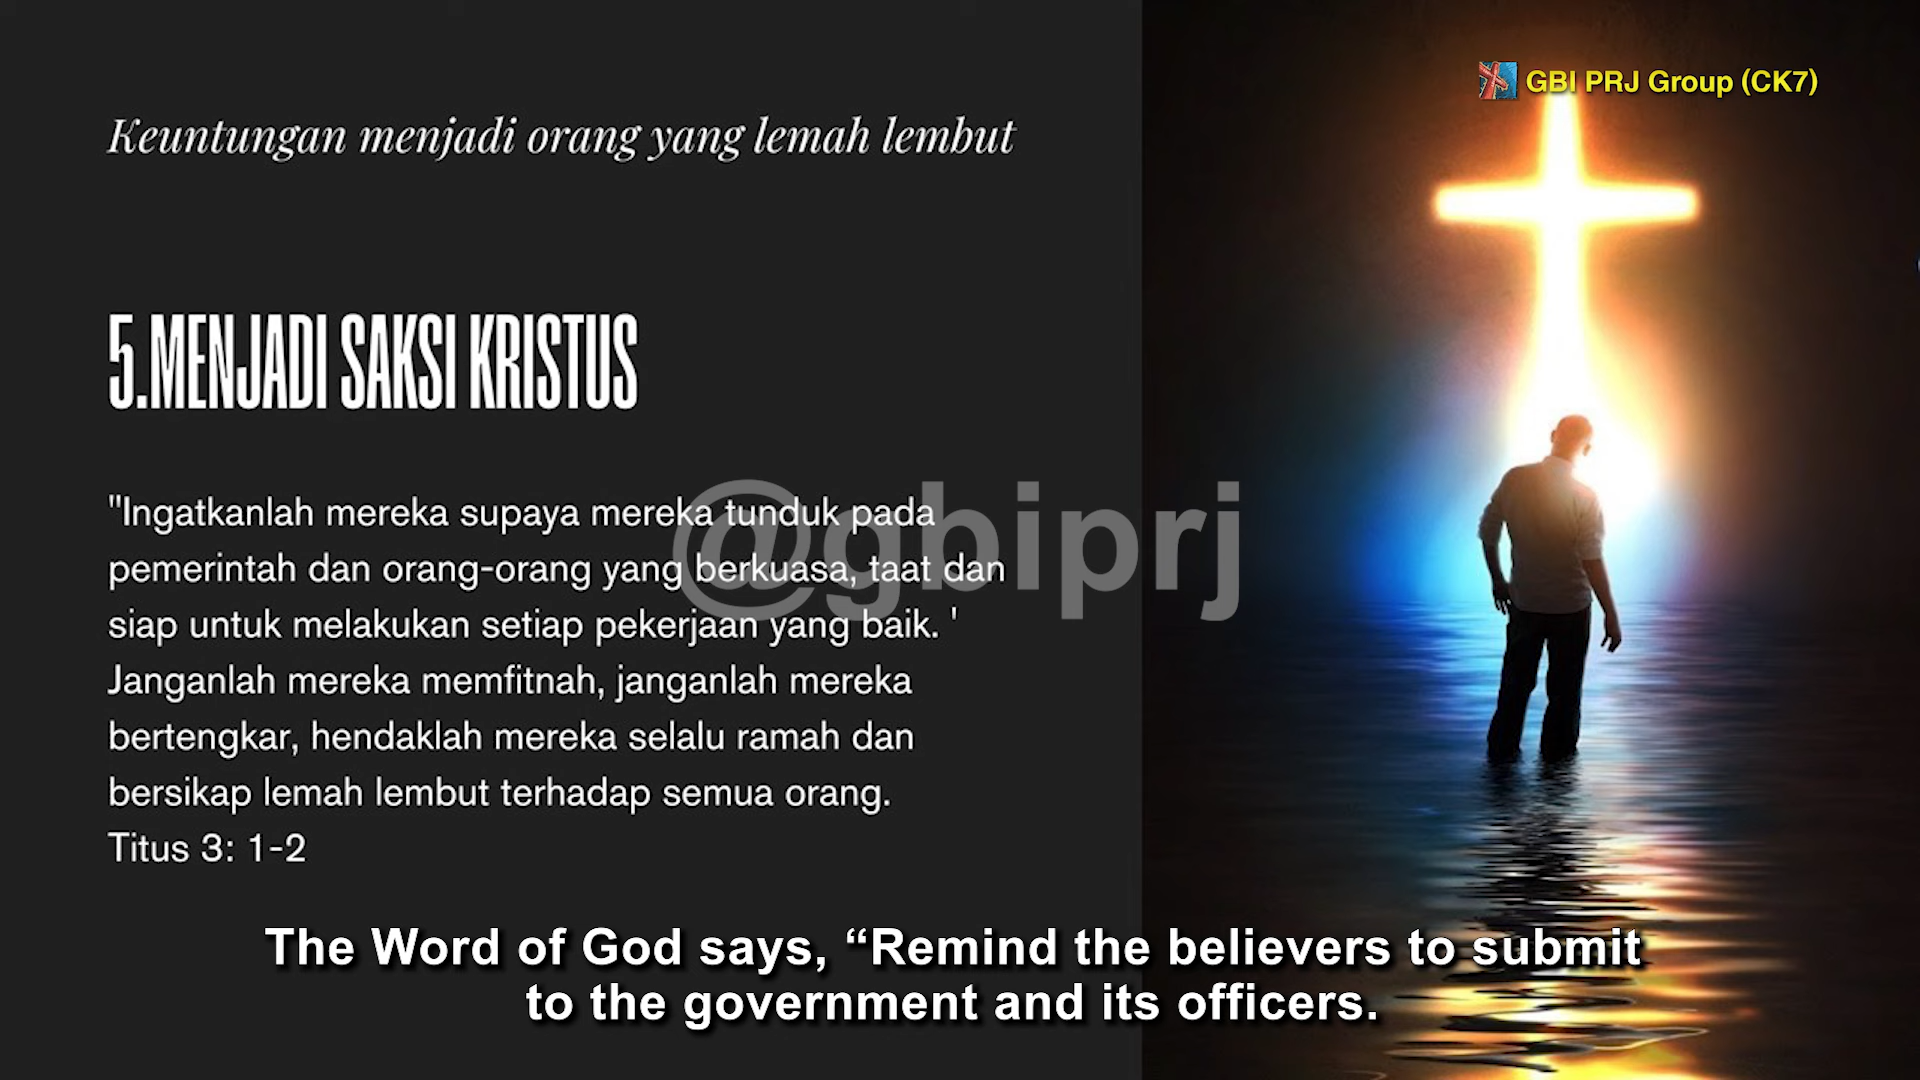 GBI PRJ Group (CK7)
Keuntungan menjadi orang yang lemah lembut
5.MENJADI SAKSI KRISTUS
"Ingatkanlah mereka supaya mereka tunduk pada
pemerintah dan orang-orang yang berkuasa, taat dan
siap untuk melakukan setiap pekerjaan yang baik. '
Janganlah mereka memfitnah, janganlah mereka
bertengkar, hendaklah mereka selalu ramah dan
bersikap lemah lembut terhadap semua orang.
Titus 3: 1-2
@gbiprj
The Word of God says, “Remind the believers to submit
to the government and its officers.